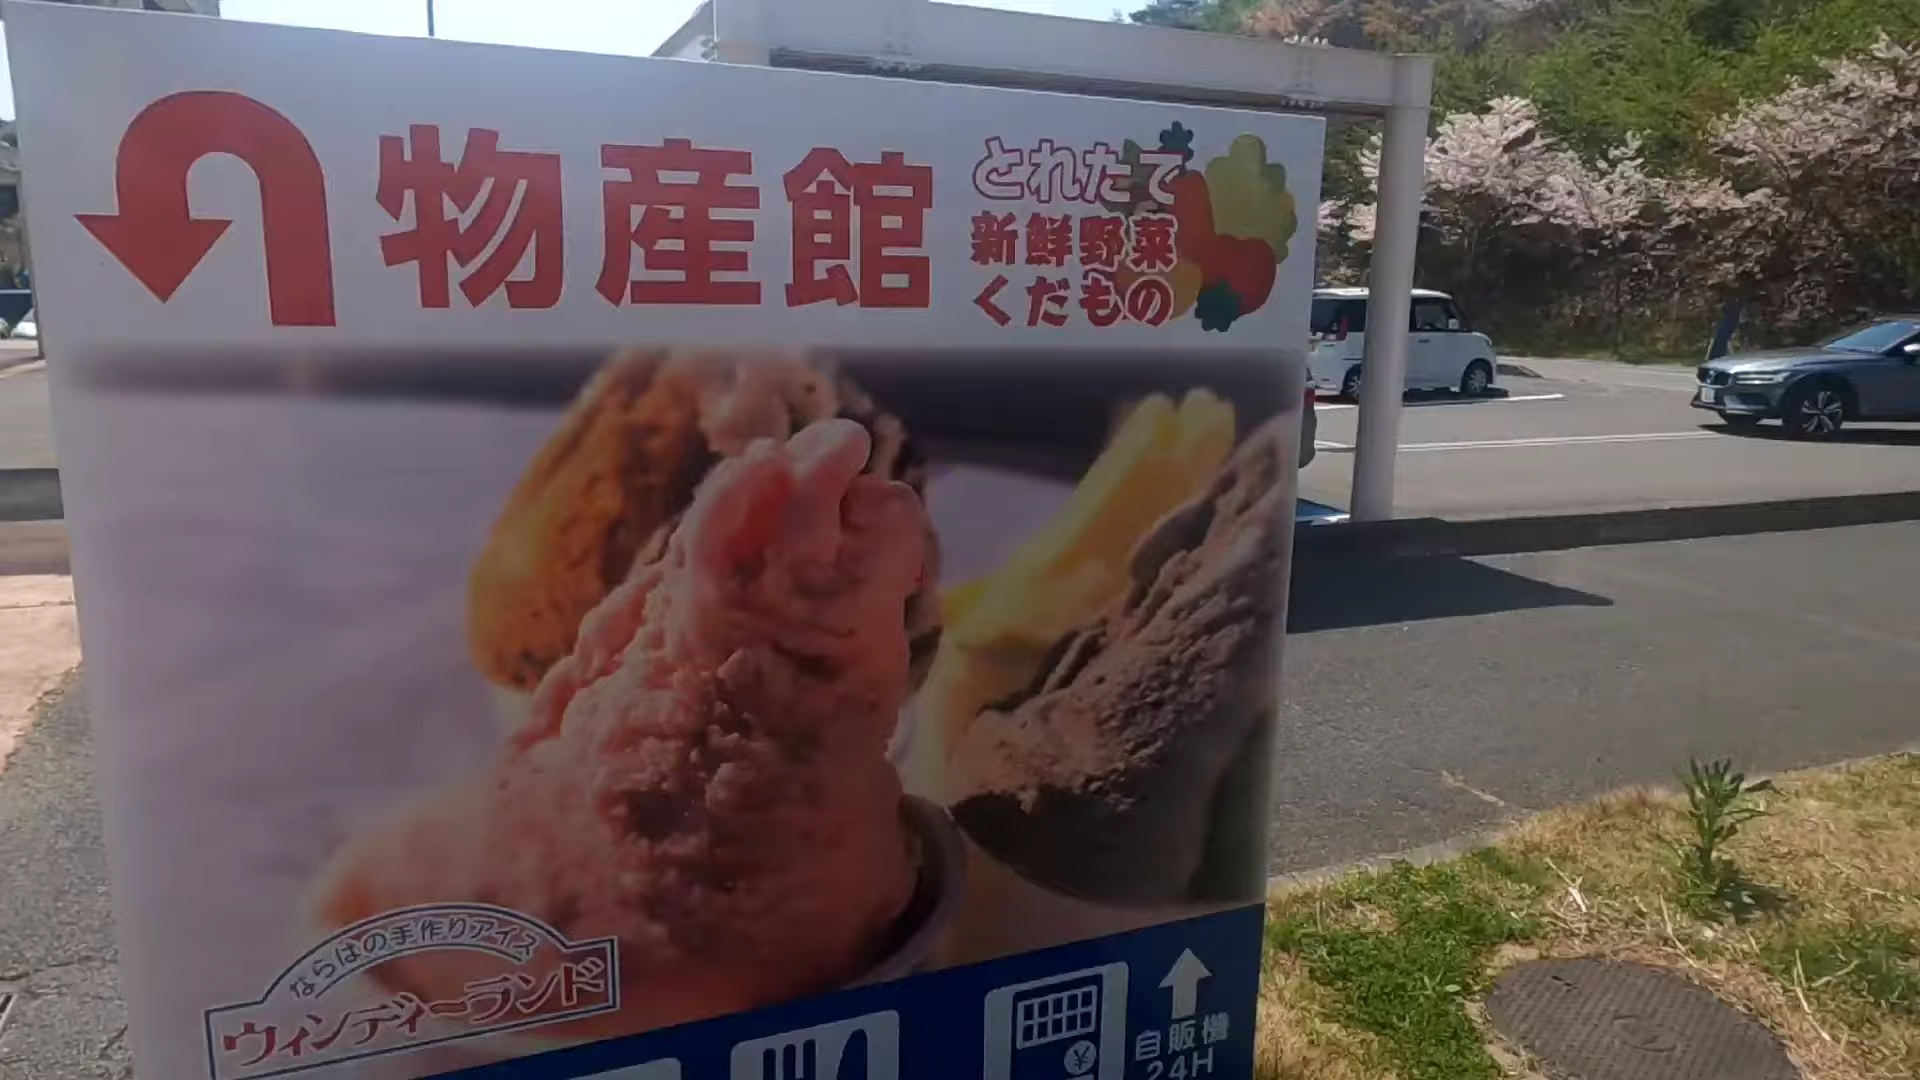 物産館
とれたて
新鮮野菜
くだもの
ならはの手作りアイス
ウィンディーランド
¥
自販機
24H